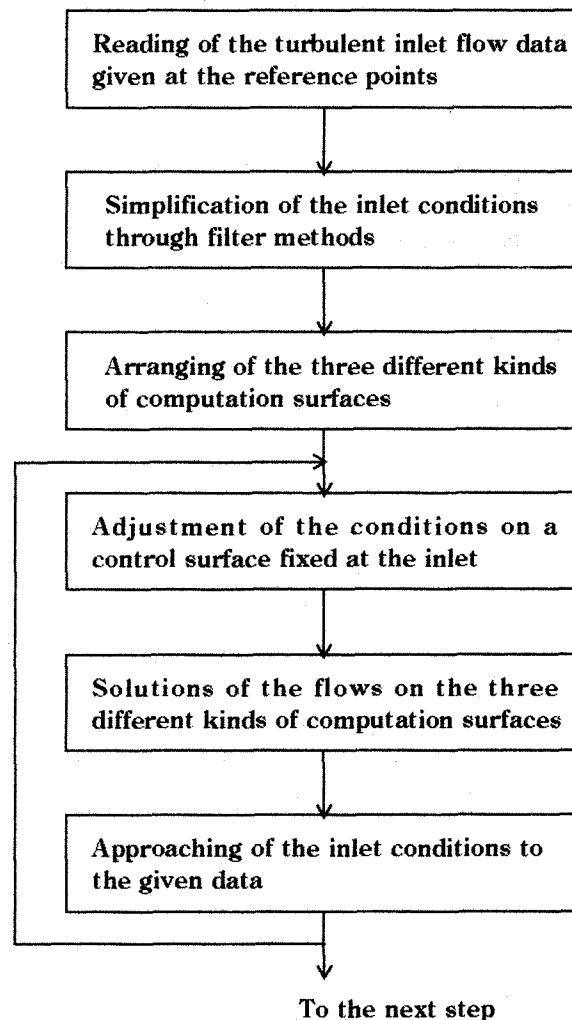 Reading of the turbulent inlet flow data
given at the reference points
Simplification of the inlet conditions
through filter methods
Arranging of the three different kinds
of computation surfaces
Adjustment of the conditions on a
control surface fixed at the inlet
Solutions of the flows on the three
different kinds of computation surfaces
Approaching of the inlet conditions to
the given data
To the next step